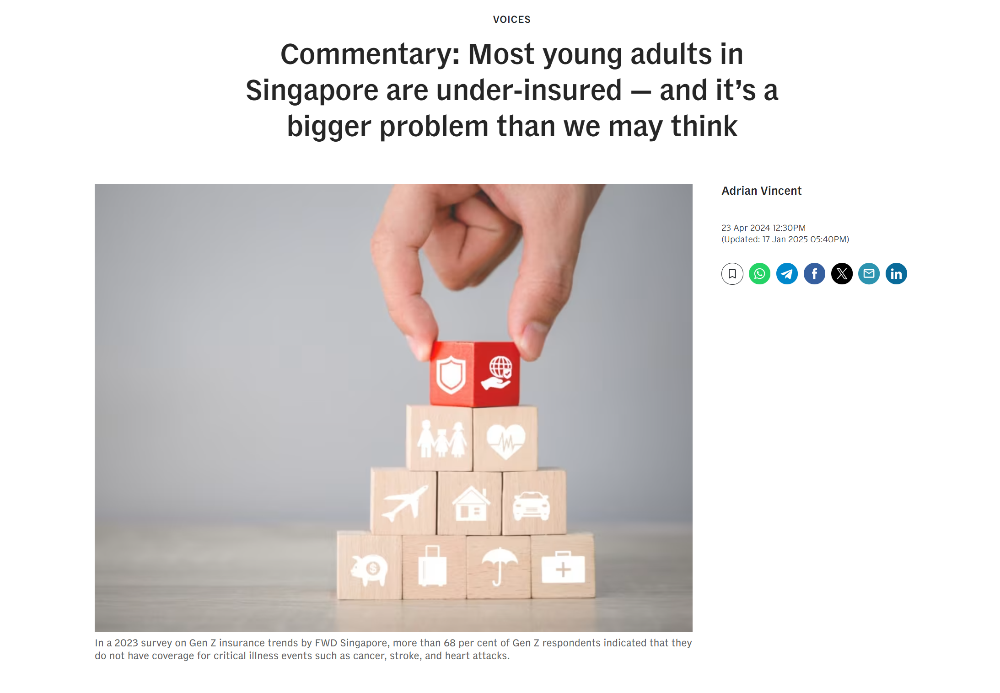 VOICES
Commentary: Most young adults in
Singapore are under-insured — and it’s a
bigger problem than we may think
Adrian Vincent
23 Apr 2024 12:30PM
(Updated: 17 Jan 2025 05:40PM)
f
X
in
$
In a 2023 survey on Gen Z insurance trends by FWD Singapore, more than 68 per cent of Gen Z respondents indicated that they
do not have coverage for critical illness events such as cancer, stroke, and heart attacks.